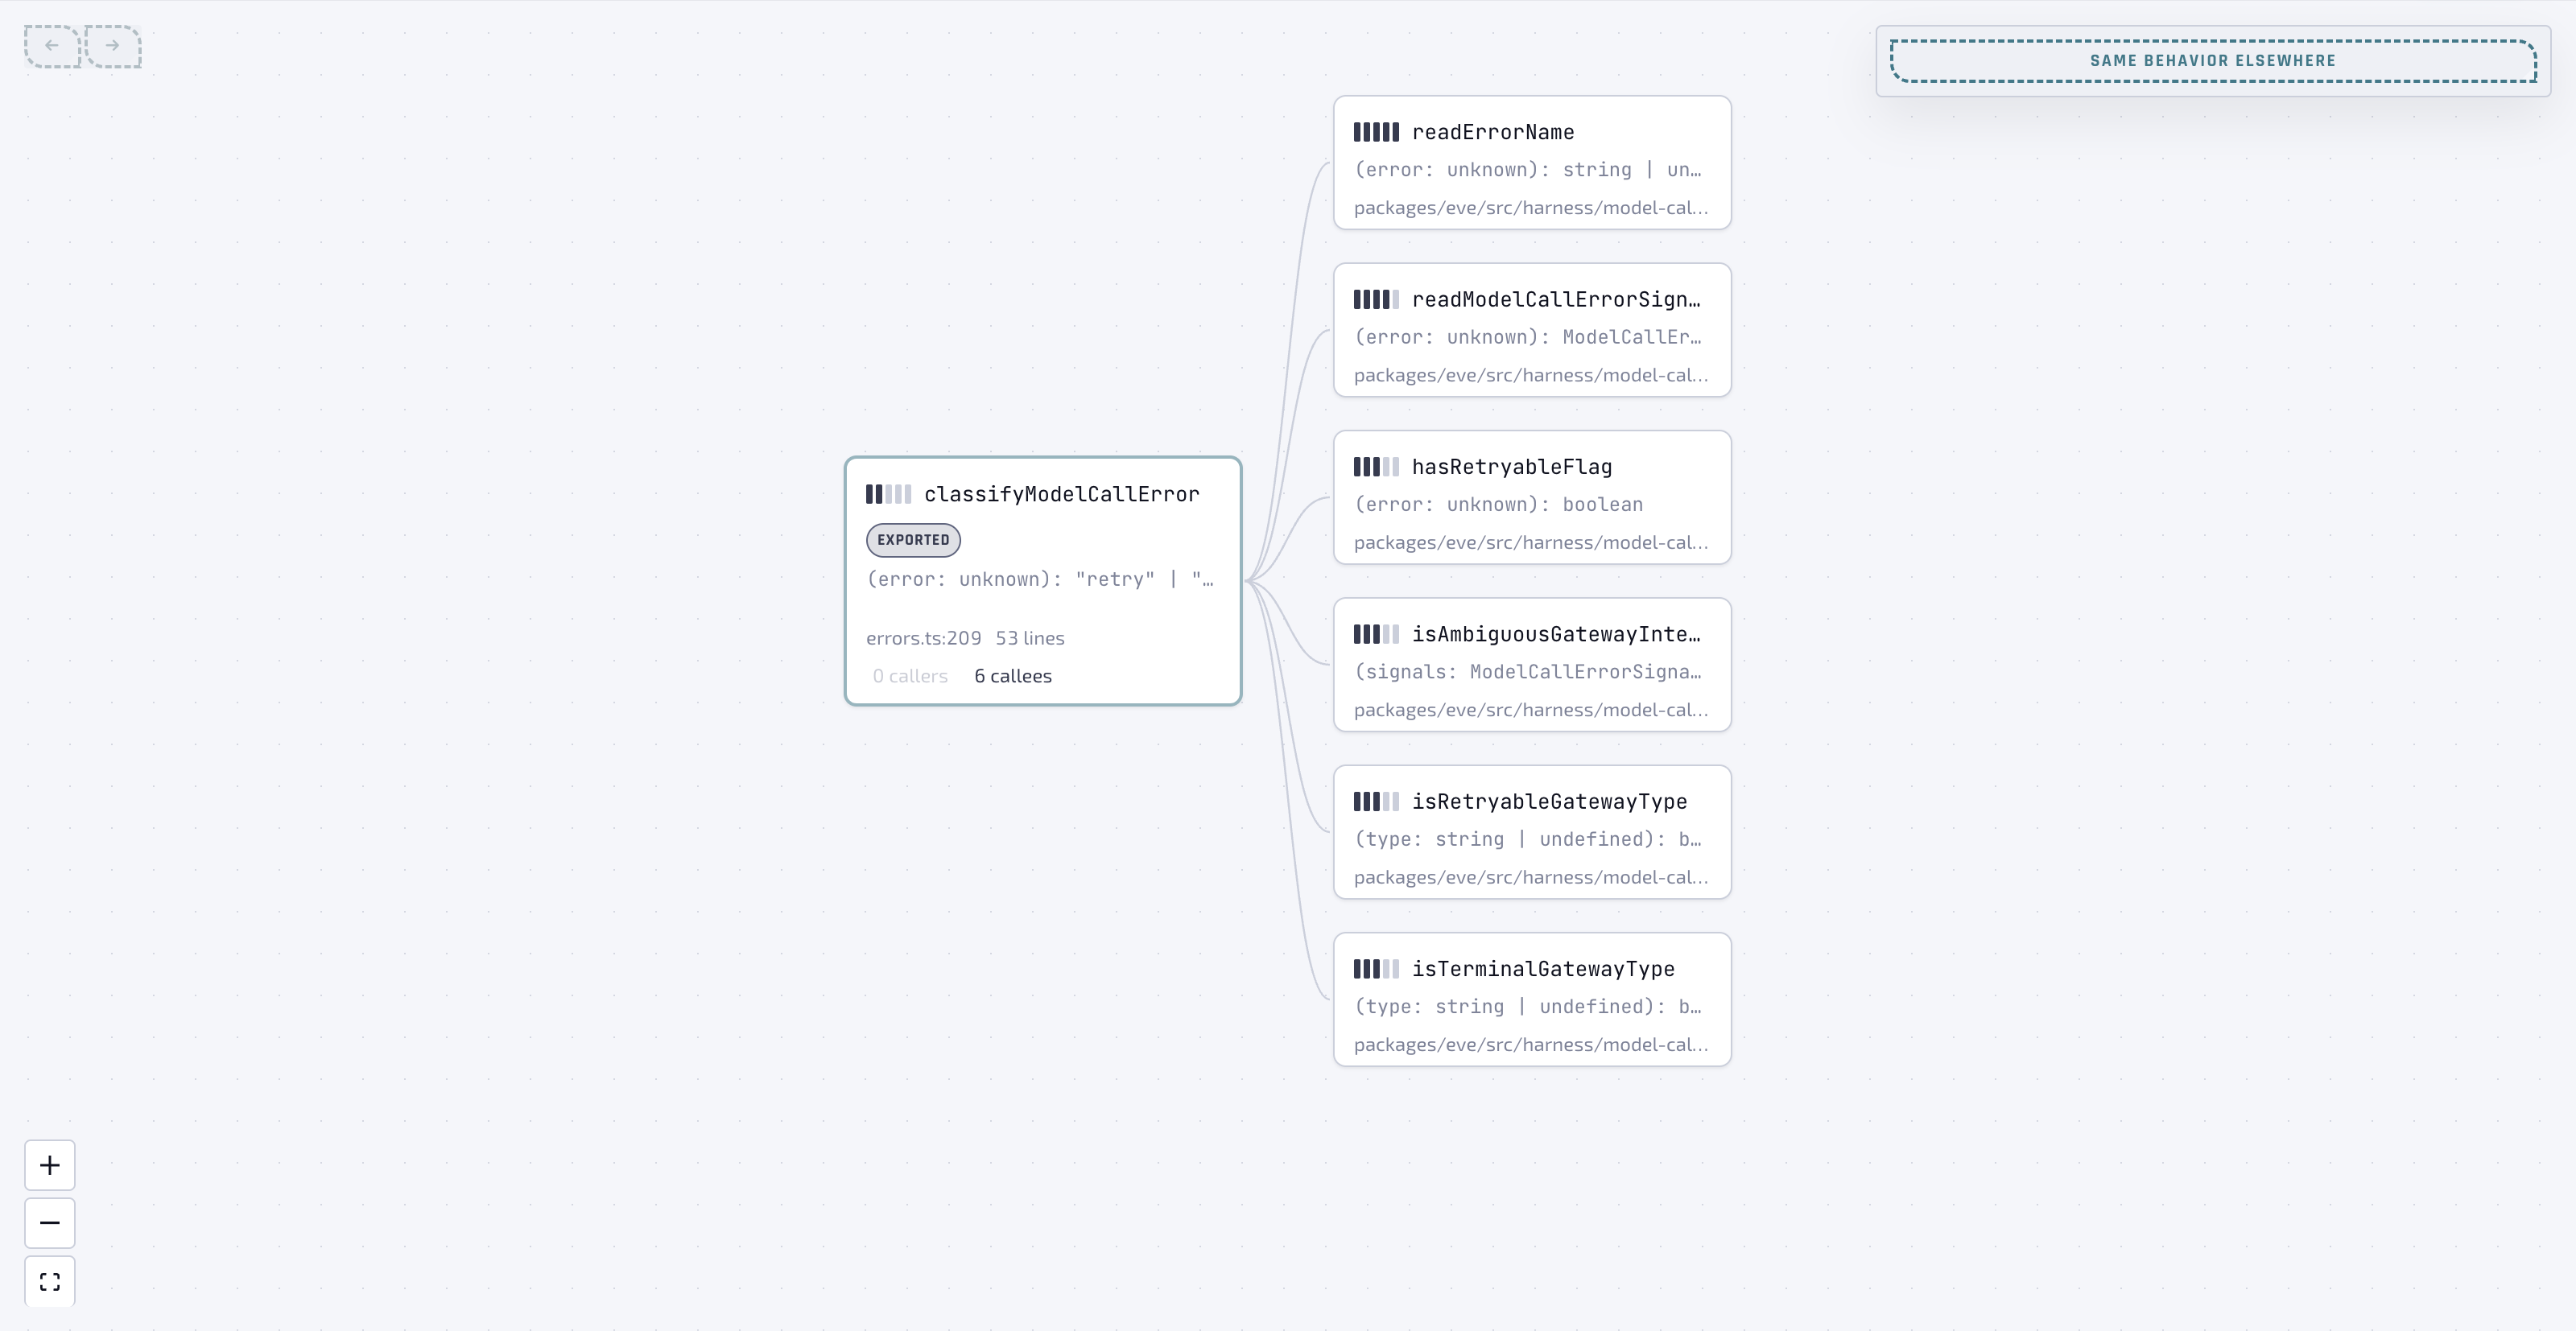 SAME BEHAVIOR ELSEWHERE
readErrorName
(error: unknown): string | un…
packages/eve/src/harness/model-cal…
readModelCallErrorSign…
(error: unknown): ModelCallEr…
packages/eve/src/harness/model-cal…
hasRetryableFlag
(error: unknown): boolean
packages/eve/src/harness/model-cal…
classifyModelCallError
EXPORTED
(error: unknown): "retry" | "…
errors.ts:209 53 lines
0 callers 6 callees
isAmbiguousGatewayInte…
(signals: ModelCallErrorSigna…
packages/eve/src/harness/model-cal…
isRetryableGatewayType
(type: string | undefined): b…
packages/eve/src/harness/model-cal…
isTerminalGatewayType
(type: string | undefined): b…
packages/eve/src/harness/model-cal…